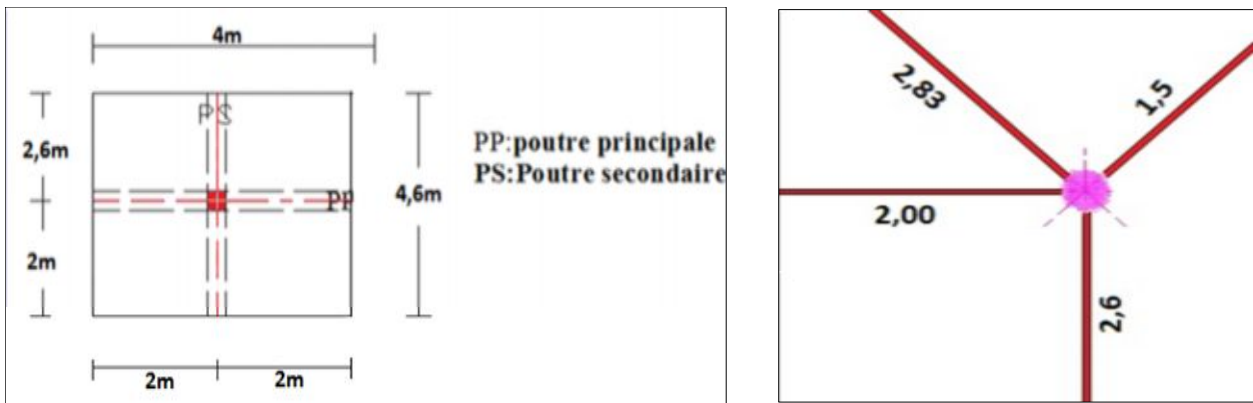 4m
PS
2,6m
PP:poutre principale
PS:Poutre secondaire
PP
4,6m
2m
2m
2m
2,83
1,5
2,00
2,6